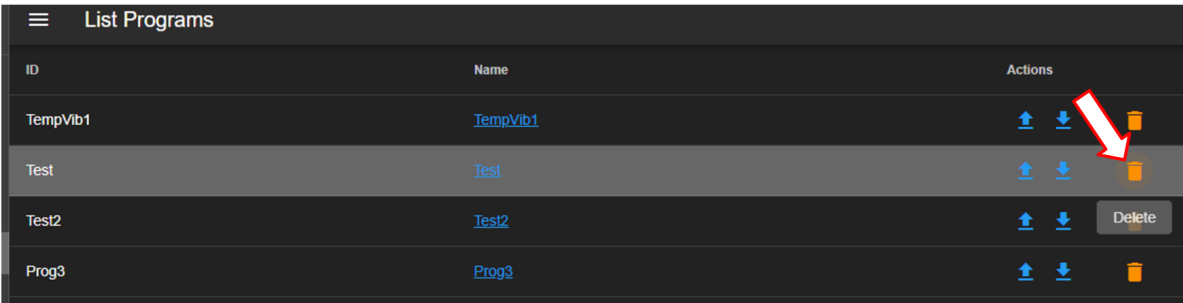 List Programs
ID Name Actions
TempVib1 TempVib1
Test Test
Test2 Test2
Delete
Prog3 Prog3